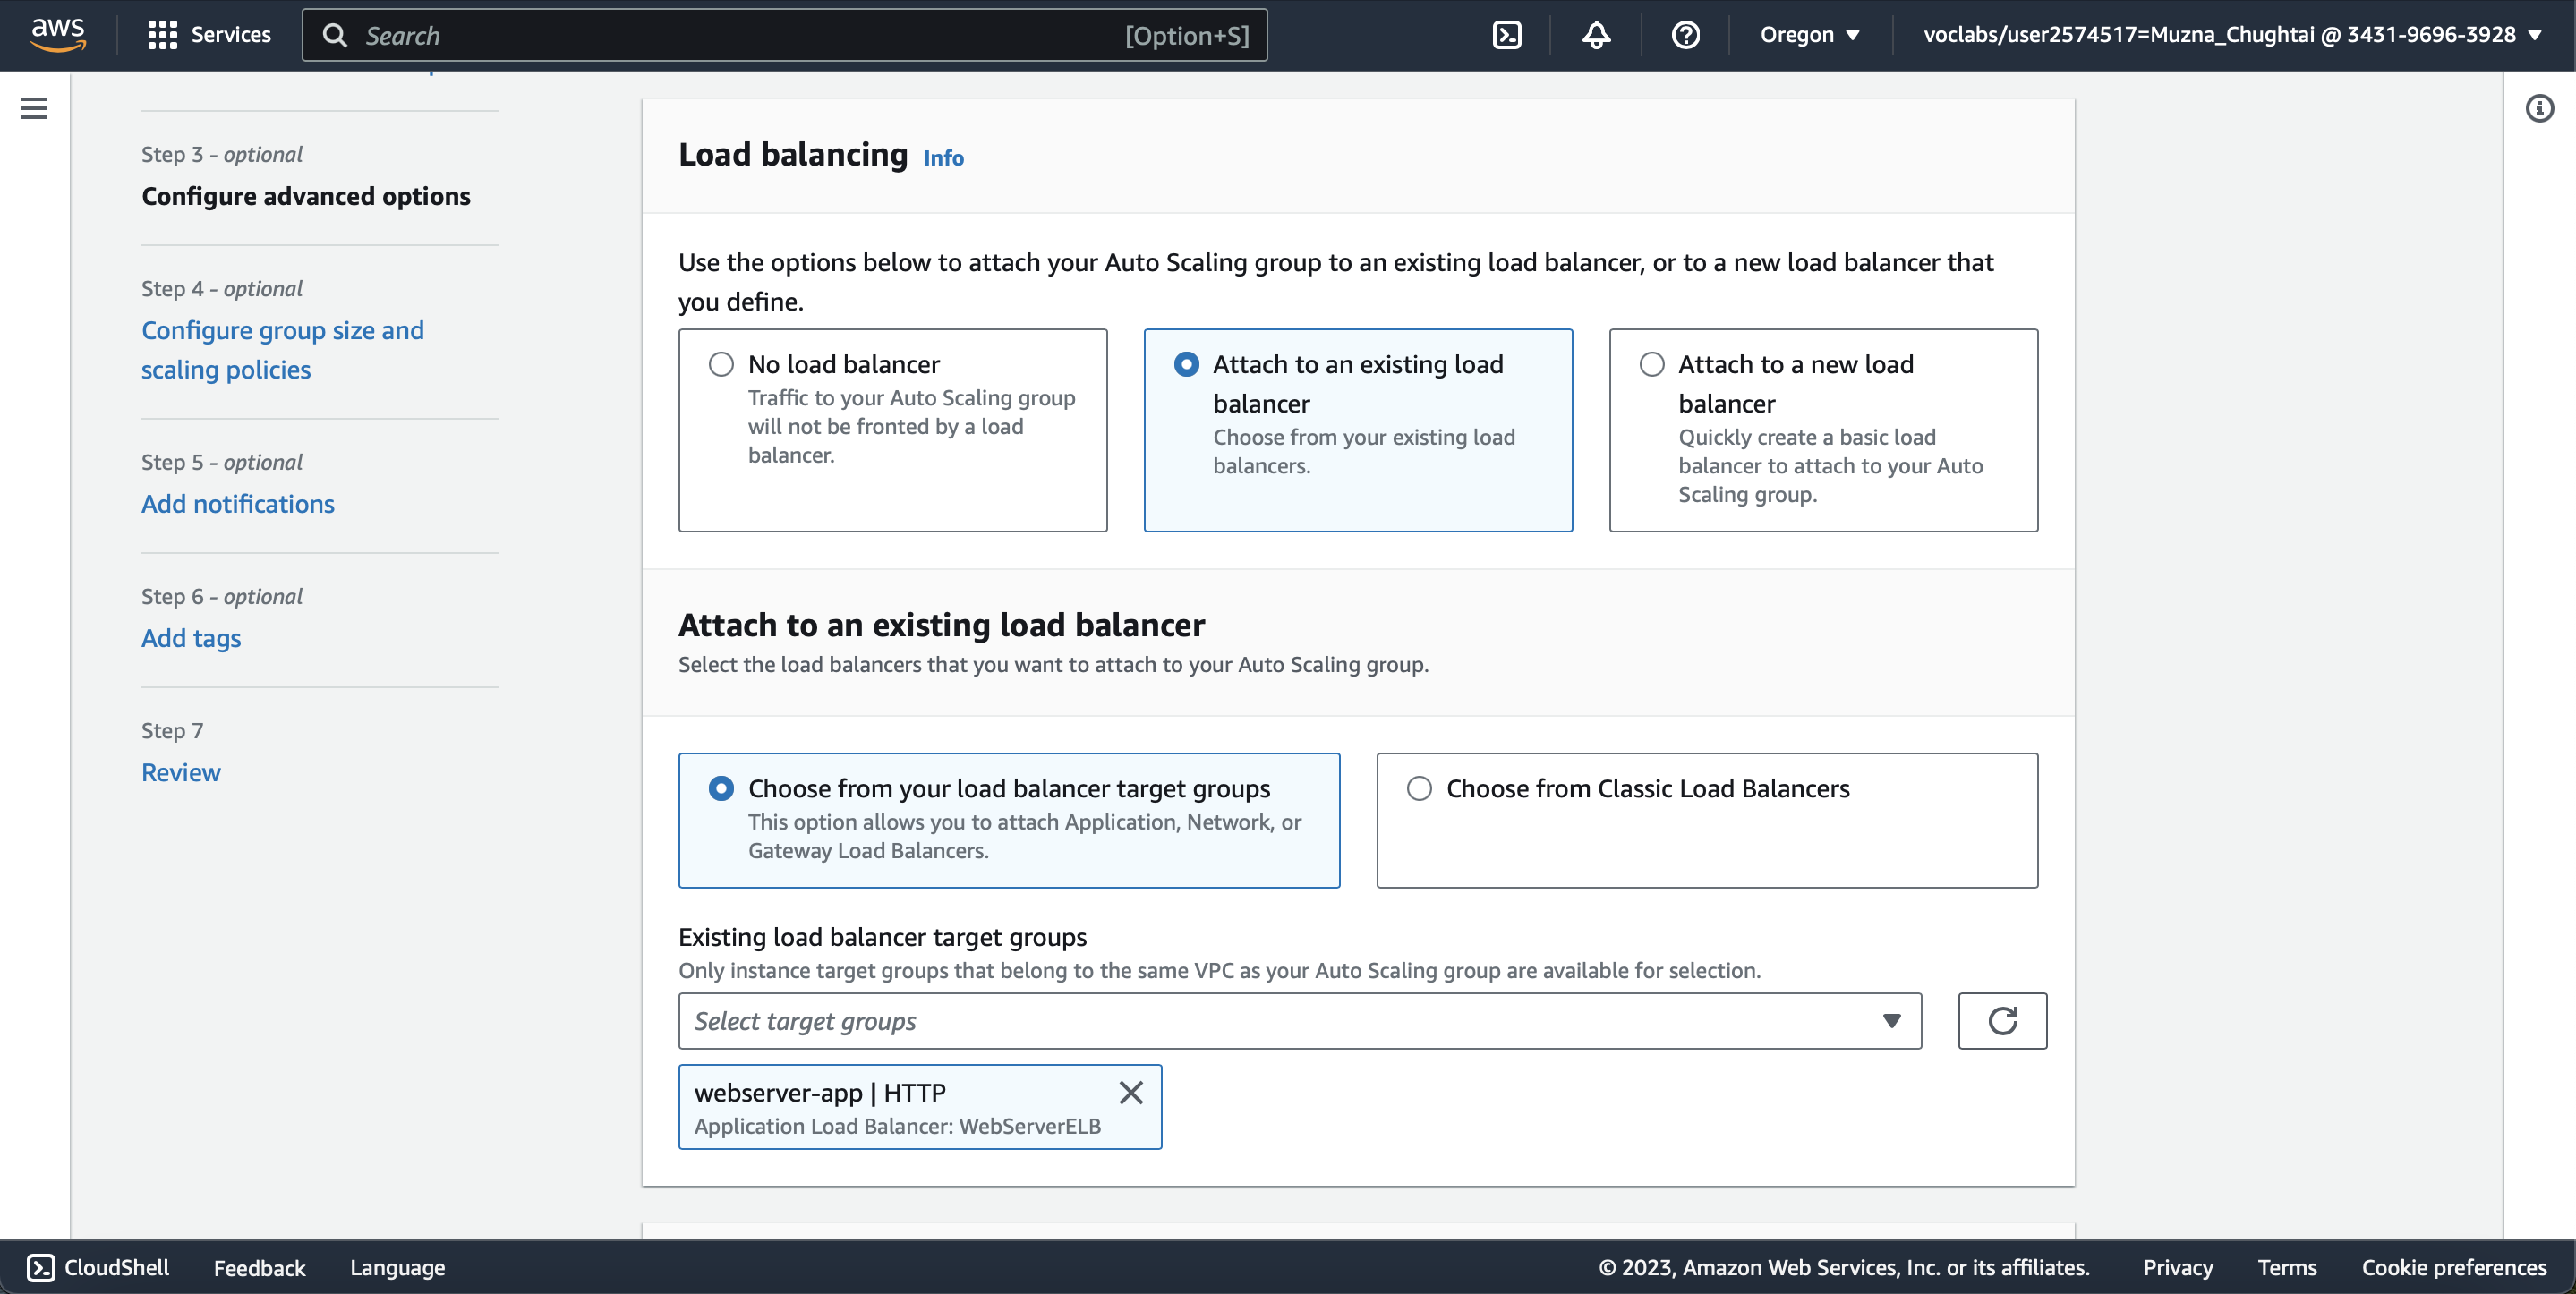 aws
Services
Search
[Option+S]
Oregon
voclabs/user2574517=Muzna_Chughtai @ 3431-9696-3928
Step 3 - optional
Configure advanced options
Step 4 - optional
Configure group size and
scaling policies
Step 5 - optional
Add notifications
Step 6 - optional
Add tags
Step 7
Review
Load balancing Info
Use the options below to attach your Auto Scaling group to an existing load balancer, or to a new load balancer that
you define.
No load balancer
Traffic to your Auto Scaling group
will not be fronted by a load
balancer.
Attach to an existing load
balancer
Choose from your existing load
balancers.
Attach to a new load
balancer
Quickly create a basic load
balancer to attach to your Auto
Scaling group.
Attach to an existing load balancer
Select the load balancers that you want to attach to your Auto Scaling group.
Choose from your load balancer target groups
This option allows you to attach Application, Network, or
Gateway Load Balancers.
Choose from Classic Load Balancers
Existing load balancer target groups
Only instance target groups that belong to the same VPC as your Auto Scaling group are available for selection.
Select target groups
webserver-app | HTTP
Application Load Balancer: WebServerELB
CloudShell
Feedback
Language
© 2023, Amazon Web Services, Inc. or its affiliates.
Privacy
Terms
Cookie preferences